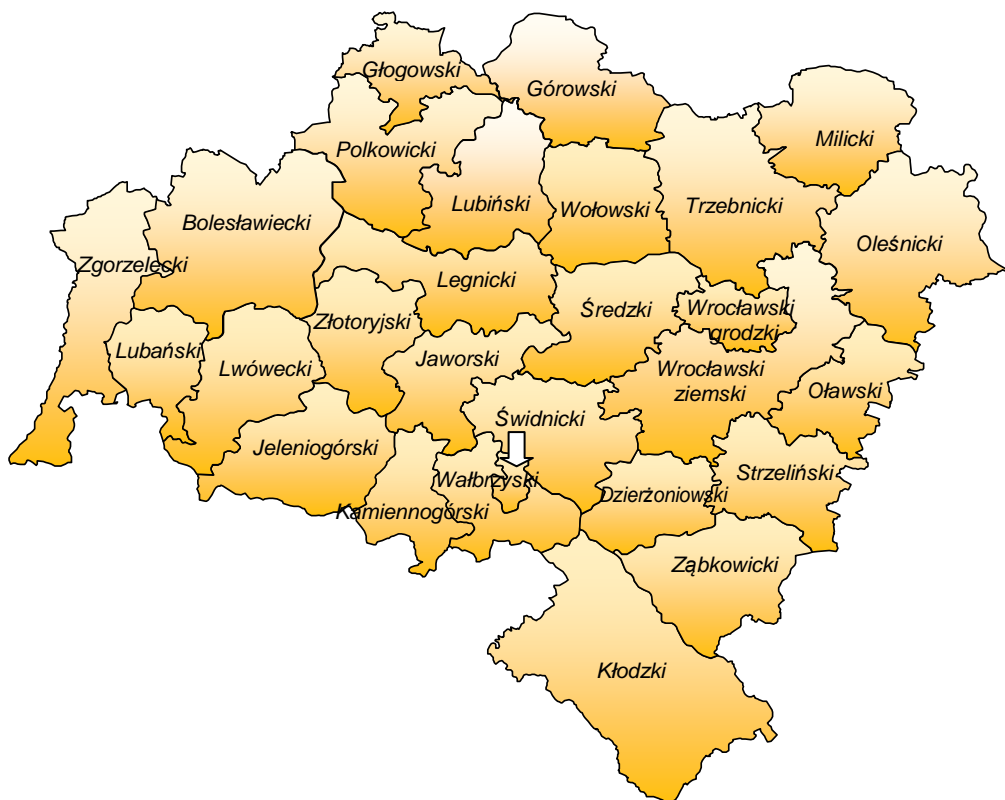 Głogowski
Górowski
Milicki
Polkowicki
Lubiński
Wołowski
Trzebnicki
Bolesławiecki
Oleśnicki
Zgorzelecki
Legnicki
Średzki
Wrocławski
grodzki
Złotoryjski
Lubański
Lwówecki
Jaworski
Wrocławski
ziemski
Oławski
Świdnicki
Jeleniogórski
Wałbrzyski
Strzeliński
Dzierżoniowski
Kamiennogórski
Ząbkowicki
Kłodzki